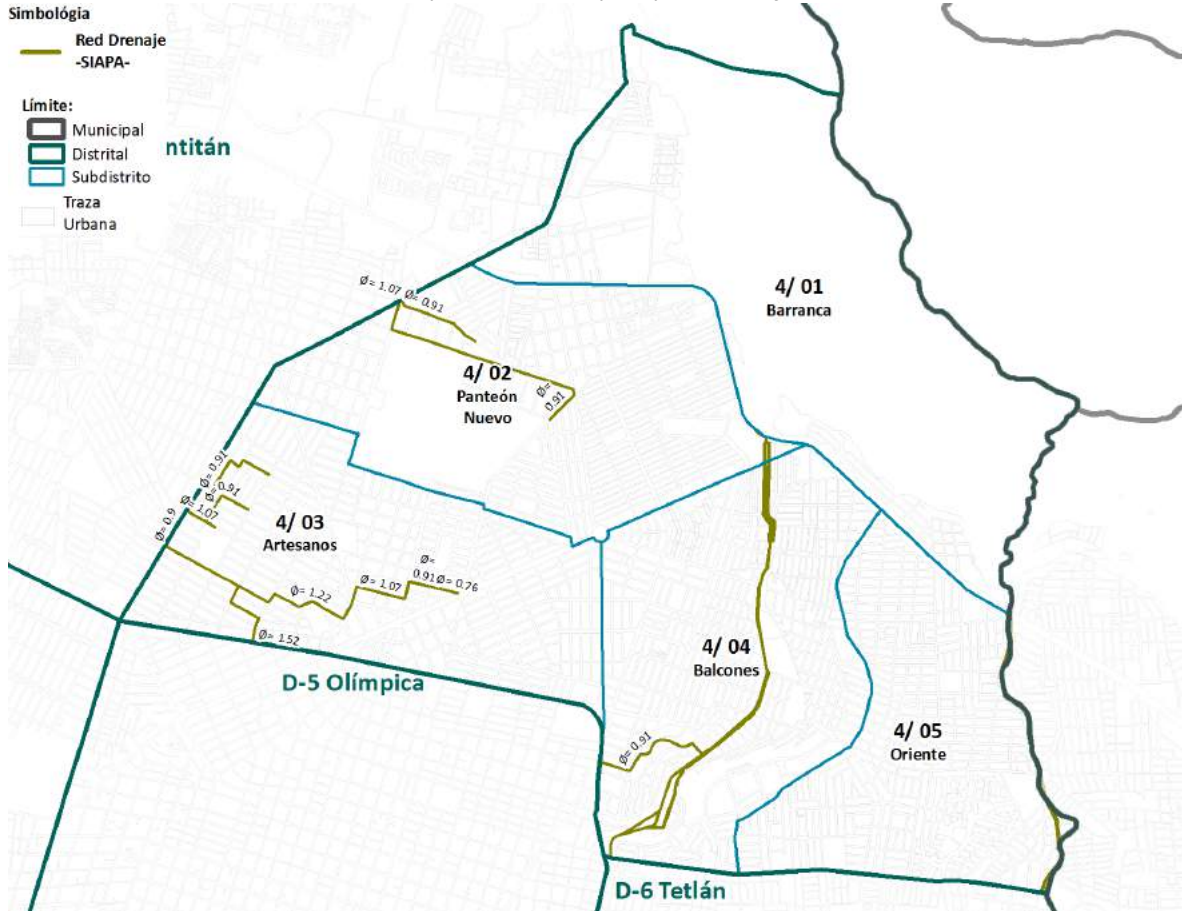 Simbológia
Red Drenaje
-SIAPA-
Límite:
Municipal
Distrital
Subdistrito
Traza
Urbana
ntitán
4/ 01
Barranca
Ø= 1.07 Ø= 0.91
4/ 02
Panteón
Nuevo
Ø=
0.91
Ø= 0.91
Ø= 0.91
Ø= 1.07
Ø= 0.9
4/ 03
Artesanos
Ø=
0.91 Ø= 0.76
Ø= 1.07
Ø= 1.22
Ø= 1.52
D-5 Olímpica
4/ 04
Balcones
Ø= 0.91
4/ 05
Oriente
D-6 Tetlán